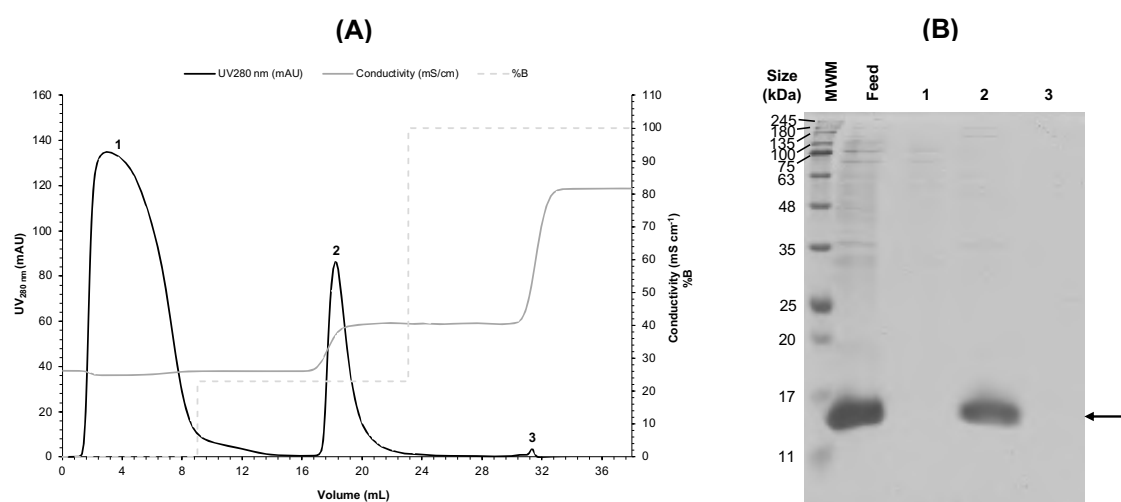 (A)
UV280 nm (mAU) Conductivity (mS/cm) %B
160
140
120
100
80
60
40
20
0
UV280 nm (mAU)
110
100
90
80
70
60
50
40
30
20
10
0
Conductivity (mS cm-1)
%B
1
2
3
0 4 8 12 16 20 24 28 32 36
Volume (mL)
(B)
Size
(kDa)
MWM
Feed
1 2 3
245
180
135
100
75
63
48
35
25
20
17
11